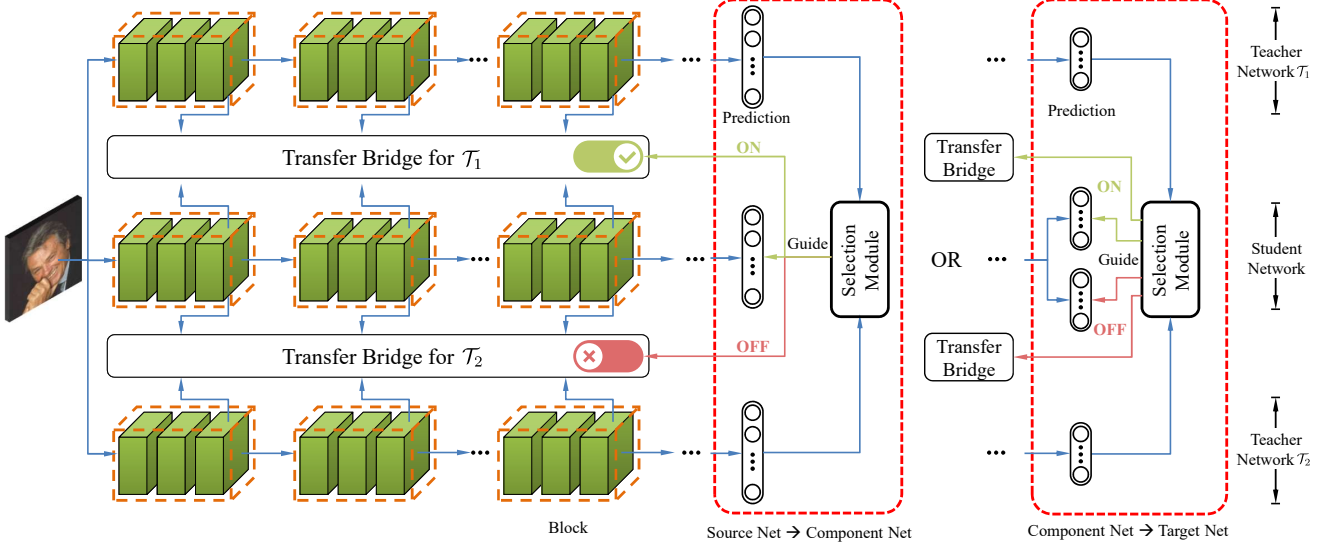 Teacher
Network 𝒯₁
Prediction
Prediction
Transfer Bridge for 𝒯₁
ON
Transfer
Bridge
ON
Guide
Selection
Module
OR
Guide
Selection
Module
Student
Network
OFF
Transfer Bridge for 𝒯₂
OFF
Transfer
Bridge
Teacher
Network 𝒯₂
Block
Source Net → Component Net
Component Net → Target Net